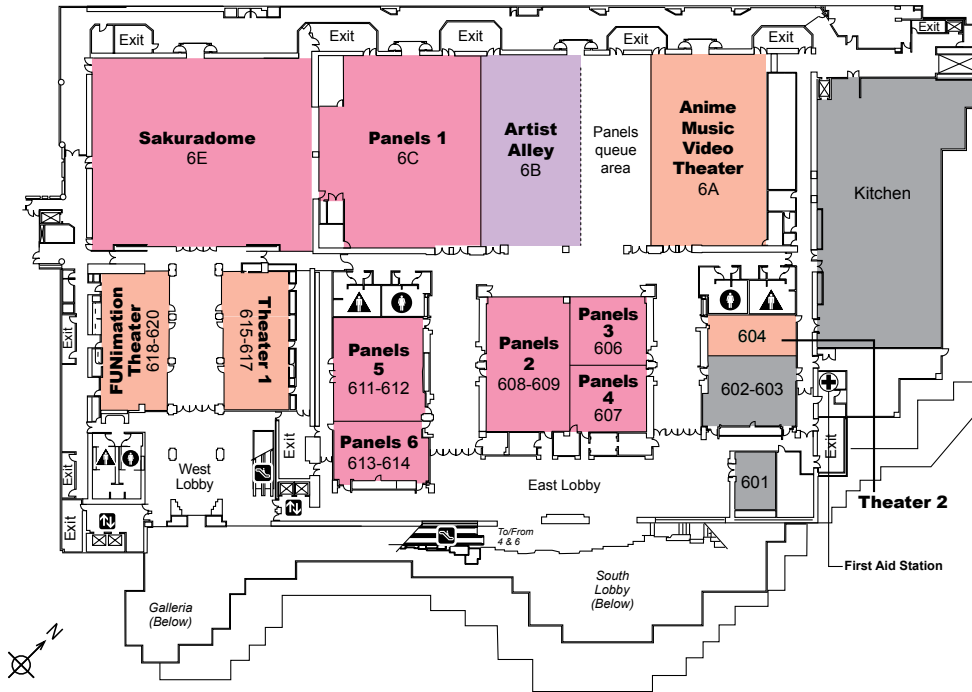 Exit
Exit
Exit
Exit
Exit
Sakuradome
6E
Panels 1
6C
Artist
Alley
6B
Panels
queue
area
Anime
Music
Video
Theater
6A
Kitchen
Exit
FUNimation
Theater
618-620
Theater 1
615-617
Panels
5
611-612
Panels 6
613-614
Panels
2
608-609
Panels
3
606
Panels
4
607
604
602-603
601
Exit
Exit
Exit
Exit
West
Lobby
East Lobby
Theater 2
To/From
4 & 6
First Aid Station
South
Lobby
(Below)
Galleria
(Below)
N